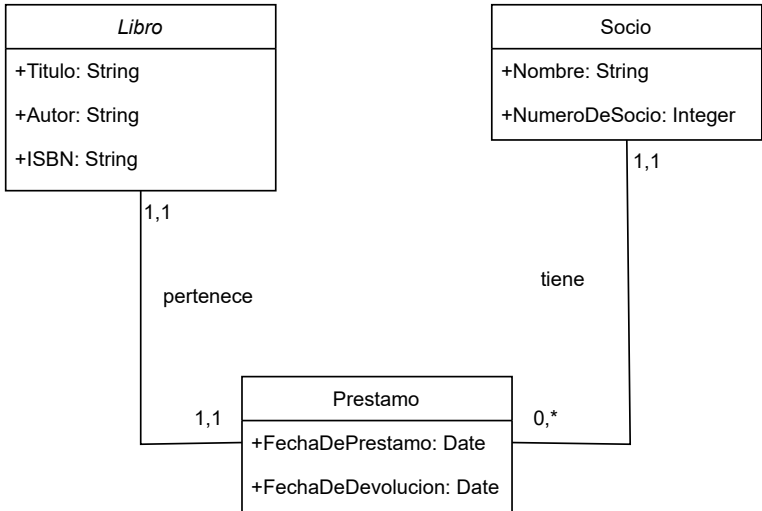 Libro
+Titulo: String
+Autor: String
+ISBN: String
Socio
+Nombre: String
+NumeroDeSocio: Integer
1,1
1,1
pertenece
tiene
1,1
0,*
Prestamo
+FechaDePrestamo: Date
+FechaDeDevolucion: Date